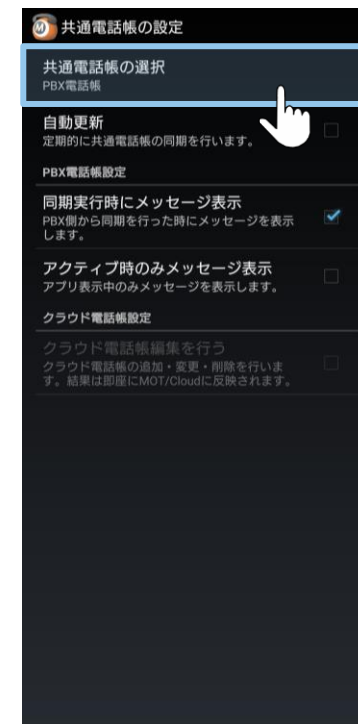 共通電話帳の設定
共通電話帳の選択
PBX電話帳
自動更新
定期的に共通電話帳の同期を行います。
PBX電話帳設定
同期実行時にメッセージ表示
PBX側から同期を行った時にメッセージを表示
します。
アクティブ時のみメッセージ表示
アプリ表示中のみメッセージを表示します。
クラウド電話帳設定
クラウド電話帳編集を行う
クラウド電話帳の追加・変更・削除を行いま
す。結果は即座にMOT/Cloudに反映されます。